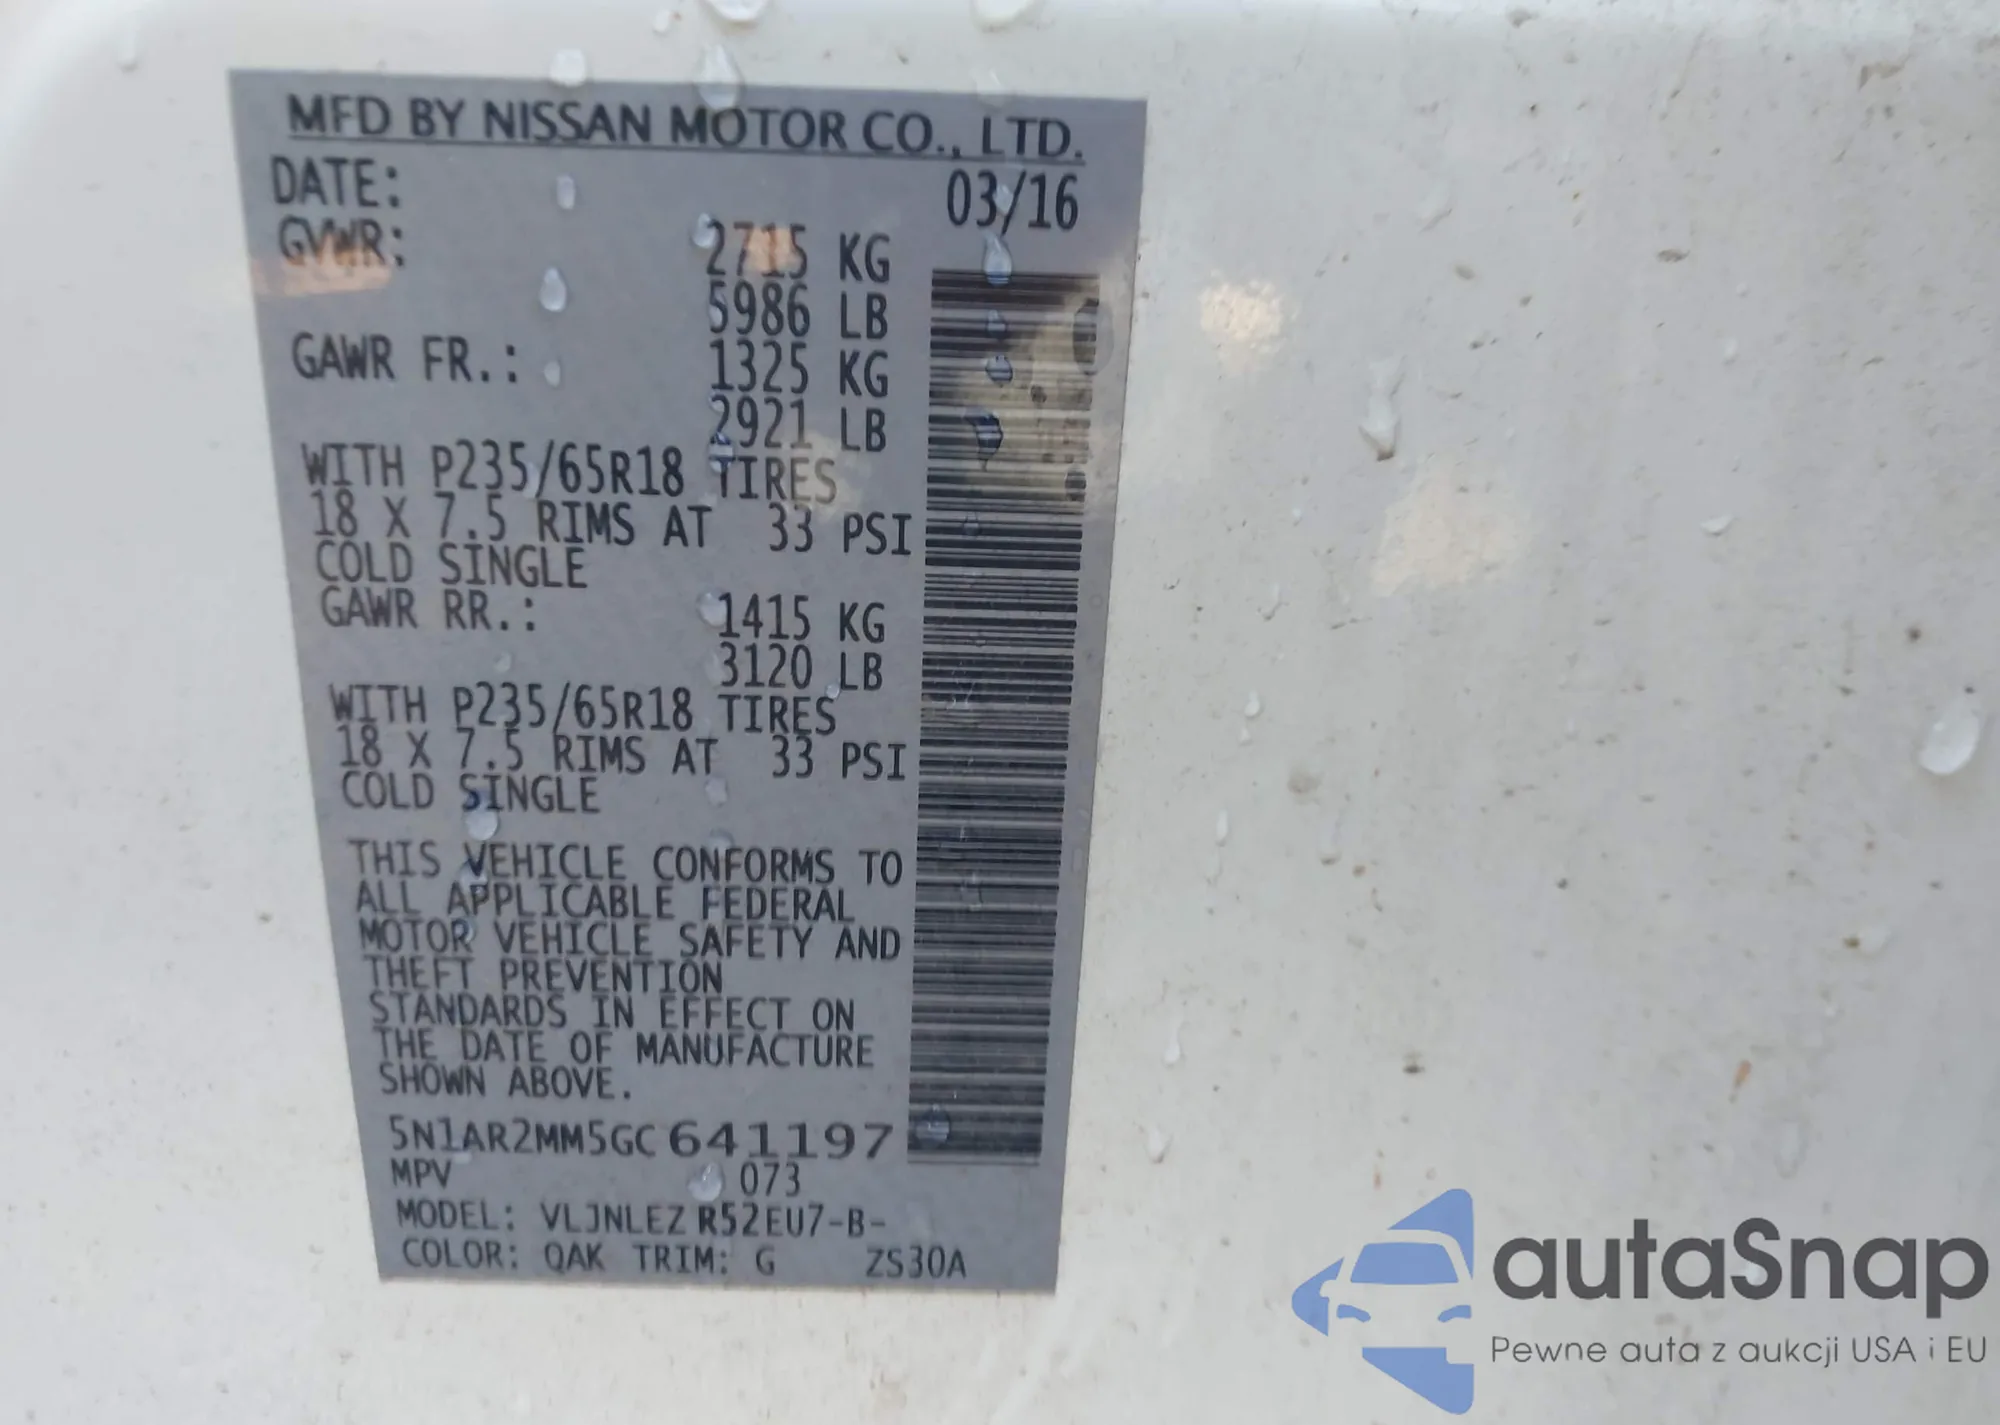 MFD BY NISSAN MOTOR CO., LTD.
DATE: 03/16
GVWR: 2715 KG
5986 LB
GAWR FR.: 1325 KG
2921 LB
WITH P235/65R18 TIRES
18 X 7.5 RIMS AT 33 PSI
COLD SINGLE
GAWR RR.: 1415 KG
3120 LB
WITH P235/65R18 TIRES
18 X 7.5 RIMS AT 33 PSI
COLD SINGLE
THIS VEHICLE CONFORMS TO
ALL APPLICABLE FEDERAL
MOTOR VEHICLE SAFETY AND
THEFT PREVENTION
STANDARDS IN EFFECT ON
THE DATE OF MANUFACTURE
SHOWN ABOVE.
5N1AR2MM5GC641197
MPV 073
MODEL: VLJNLEZ R52EU7-B-
COLOR: QAK TRIM: G ZS30A
autaSnap
Pewne auta z aukcji USA i EU